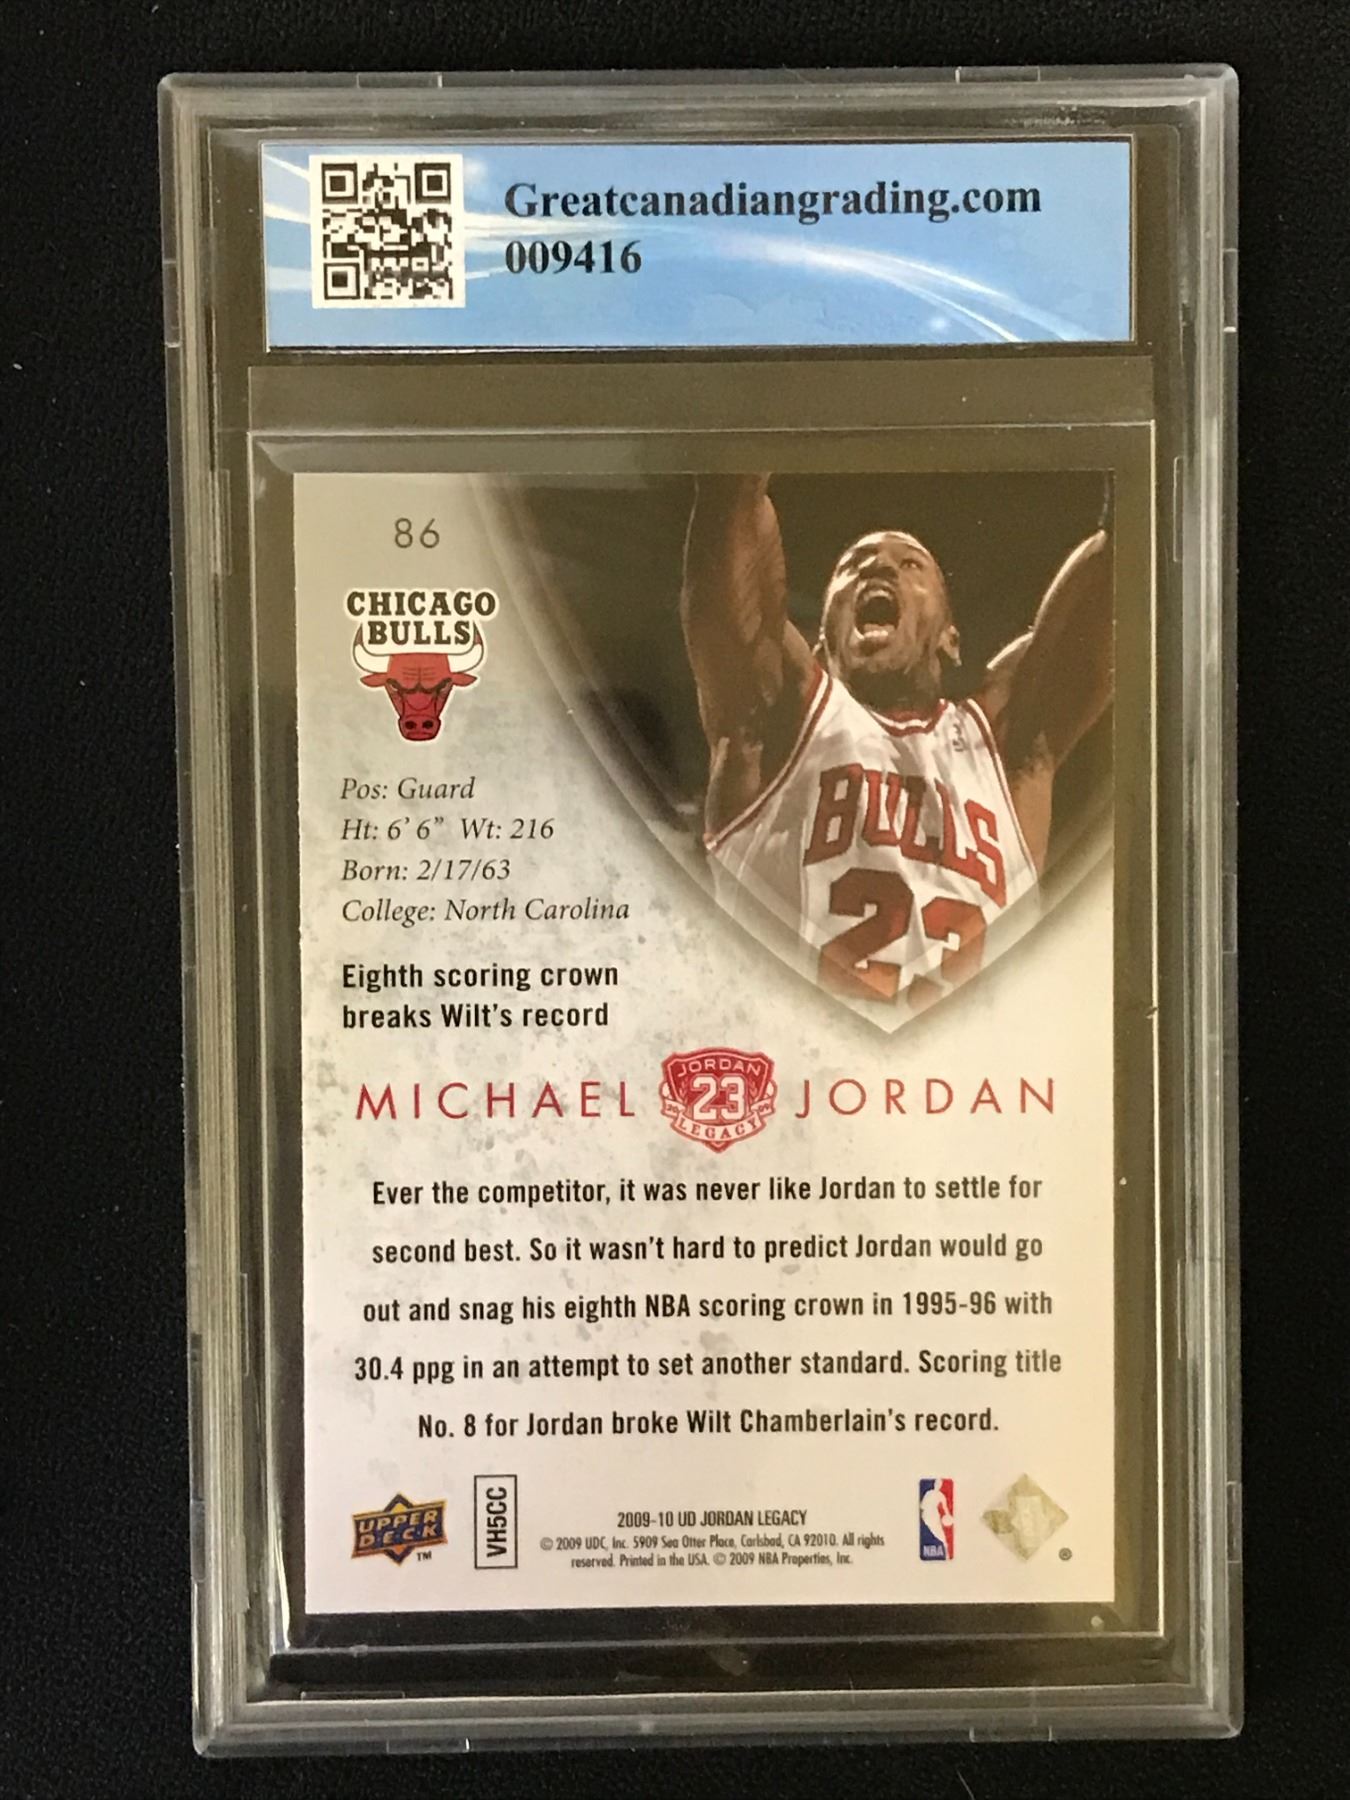 Greatcanadiangrading.com
009416
86
CHICAGO
BULLS
Pos: Guard
Ht: 6’ 6” Wt: 216
Born: 2/17/63
College: North Carolina
Eighth scoring crown
breaks Wilt's record
BULLS
23
MICHAEL JORDAN
JORDAN
23
LEGACY
Ever the competitor, it was never like Jordan to settle for
second best. So it wasn't hard to predict Jordan would go
out and snag his eighth NBA scoring crown in 1995-96 with
30.4 ppg in an attempt to set another standard. Scoring title
No. 8 for Jordan broke Wilt Chamberlain's record.
UPPER
DECK
TM
VH5CC
2009-10 UD JORDAN LEGACY
© 2009 UDC, Inc. 5909 Sea Otter Place, Carlsbad, CA 92010. All rights
reserved. Printed in the USA. © 2009 NBA Properties, Inc.
NBA
®